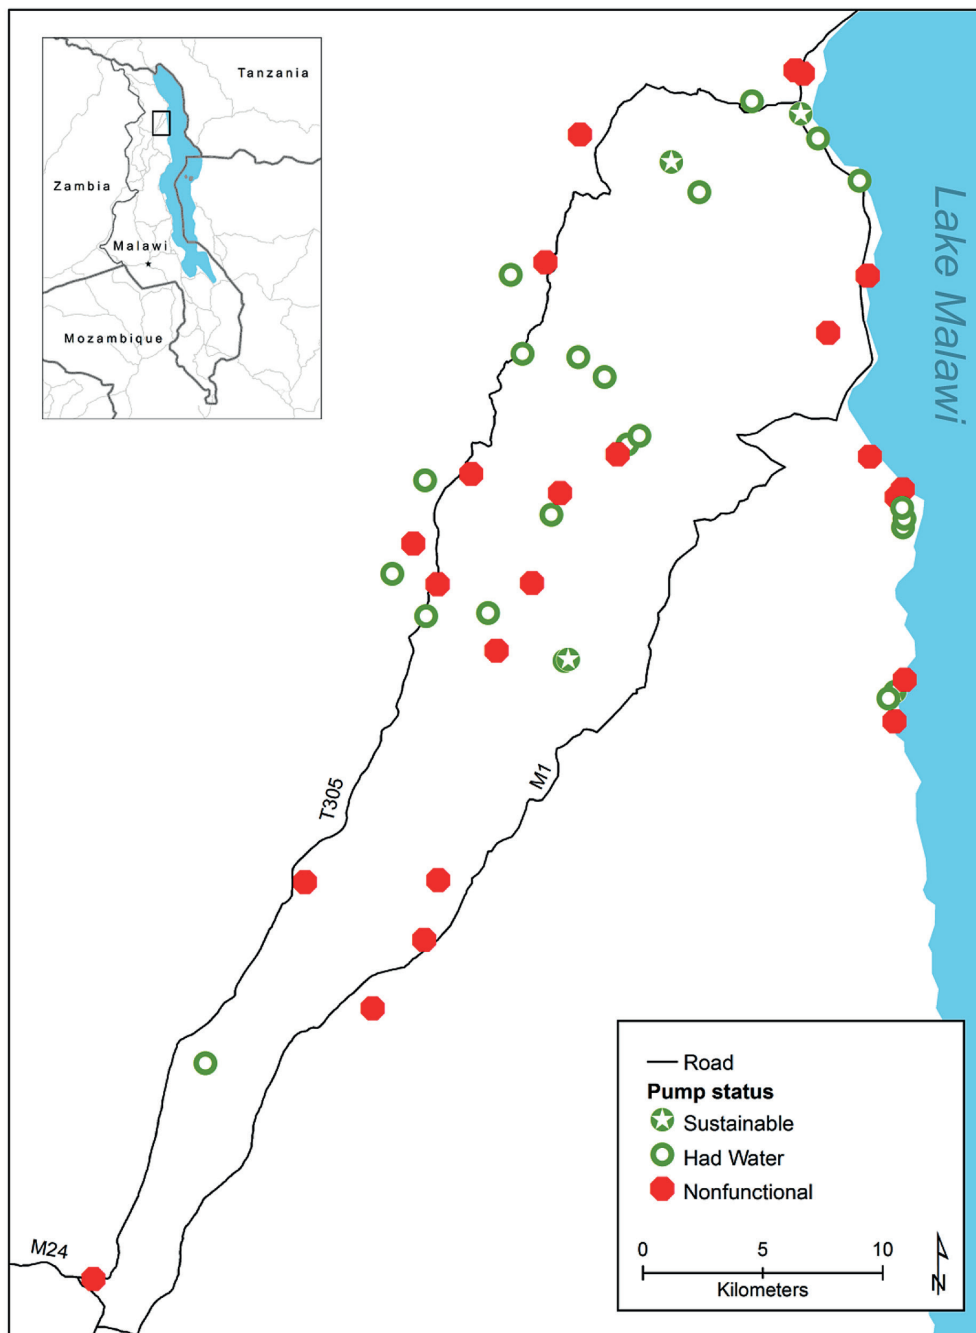 Tanzania
Zambia
Malawi
Mozambique
Lake Malawi
T305
M1
M24
Road
Pump status
Sustainable
Had Water
Nonfunctional
0 5 10
Kilometers
N